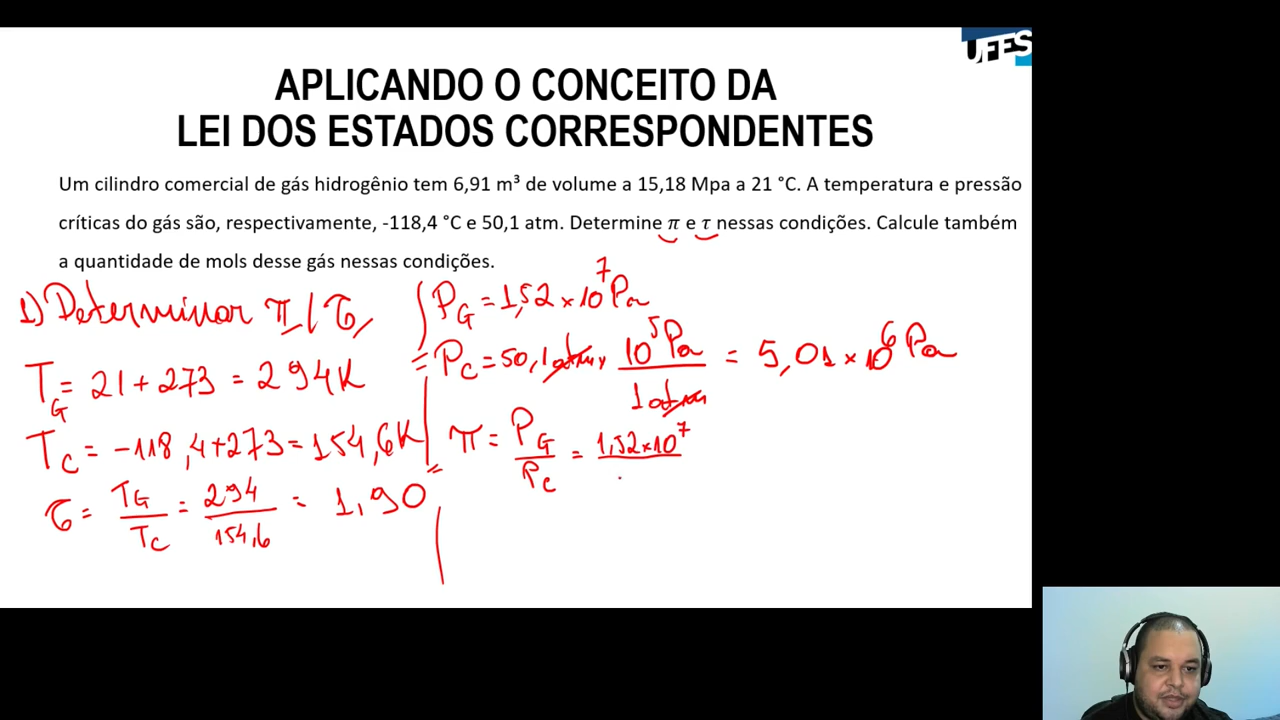 UFES
APLICANDO O CONCEITO DA
LEI DOS ESTADOS CORRESPONDENTES
Um cilindro comercial de gás hidrogênio tem 6,91 m³ de volume a 15,18 Mpa a 21 °C. A temperatura e pressão
críticas do gás são, respectivamente, -118,4 °C e 50,1 atm. Determine π e τ nessas condições. Calcule também
a quantidade de mols desse gás nessas condições.
1) Determinar π / τ
T_G = 21 + 273 = 294K
T_C = -118,4 + 273 = 154,6K
τ = T_G / T_C = 294 / 154,6 = 1,90
P_G = 1,52 × 10^7 Pa
P_C = 50,1 atm × 10^5 Pa / 1 atm = 5,01 × 10^6 Pa
π = P_G / P_C = 1,52 × 10^7